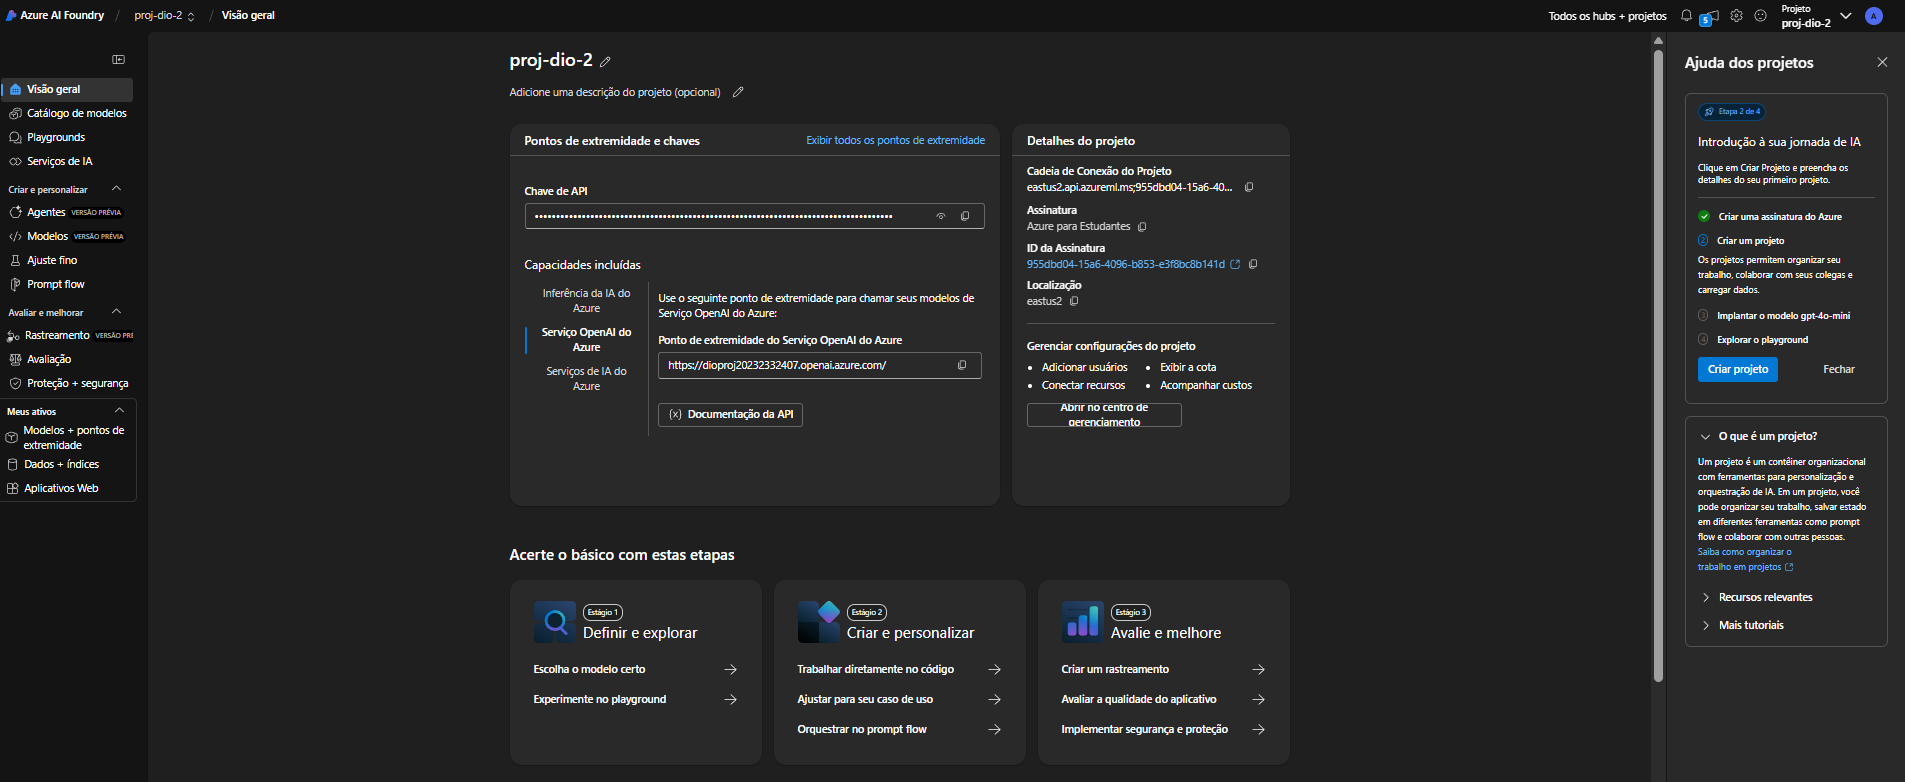 Azure AI Foundry / proj-dio-2 / Visão geral
Todos os hubs + projetos
5
Projeto
proj-dio-2
A
Visão geral
Catálogo de modelos
Playgrounds
Serviços de IA
Criar e personalizar
Agentes VERSÃO PRÉVIA
Modelos VERSÃO PRÉVIA
Ajuste fino
Prompt flow
Avaliar e melhorar
Rastreamento VERSÃO PRÉ
Avaliação
Proteção + segurança
Meus ativos
Modelos + pontos de
extremidade
Dados + índices
Aplicativos Web
proj-dio-2
Adicione uma descrição do projeto (opcional)
Pontos de extremidade e chaves
Exibir todos os pontos de extremidade
Chave de API
Capacidades incluídas
Inferência da IA do
Azure
Serviço OpenAI do
Azure
Serviços de IA do
Azure
Use o seguinte ponto de extremidade para chamar seus modelos de
Serviço OpenAI do Azure:
Ponto de extremidade do Serviço OpenAI do Azure
https://dioproj20232332407.openai.azure.com/
Documentação da API
Detalhes do projeto
Cadeia de Conexão do Projeto
eastus2.api.azureml.ms;955dbd04-15a6-40...
Assinatura
Azure para Estudantes
ID da Assinatura
955dbd04-15a6-4096-b853-e3f8bc8b141d
Localização
eastus2
Gerenciar configurações do projeto
Adicionar usuários
Exibir a cota
Conectar recursos
Acompanhar custos
Abrir no centro de
gerenciamento
Acerte o básico com estas etapas
Estágio 1
Definir e explorar
Escolha o modelo certo
Experimente no playground
Estágio 2
Criar e personalizar
Trabalhar diretamente no código
Ajustar para seu caso de uso
Orquestrar no prompt flow
Estágio 3
Avalie e melhore
Criar um rastreamento
Avaliar a qualidade do aplicativo
Implementar segurança e proteção
Ajuda dos projetos
Etapa 2 de 4
Introdução à sua jornada de IA
Clique em Criar Projeto e preencha os
detalhes do seu primeiro projeto.
Criar uma assinatura do Azure
2 Criar um projeto
Os projetos permitem organizar seu
trabalho, colaborar com seus colegas e
carregar dados.
3 Implantar o modelo gpt-4o-mini
4 Explorar o playground
Criar projeto
Fechar
O que é um projeto?
Um projeto é um contêiner organizacional
com ferramentas para personalização e
orquestração de IA. Em um projeto, você
pode organizar seu trabalho, salvar estado
em diferentes ferramentas como prompt
flow e colaborar com outras pessoas.
Saiba como organizar o
trabalho em projetos
Recursos relevantes
Mais tutoriais